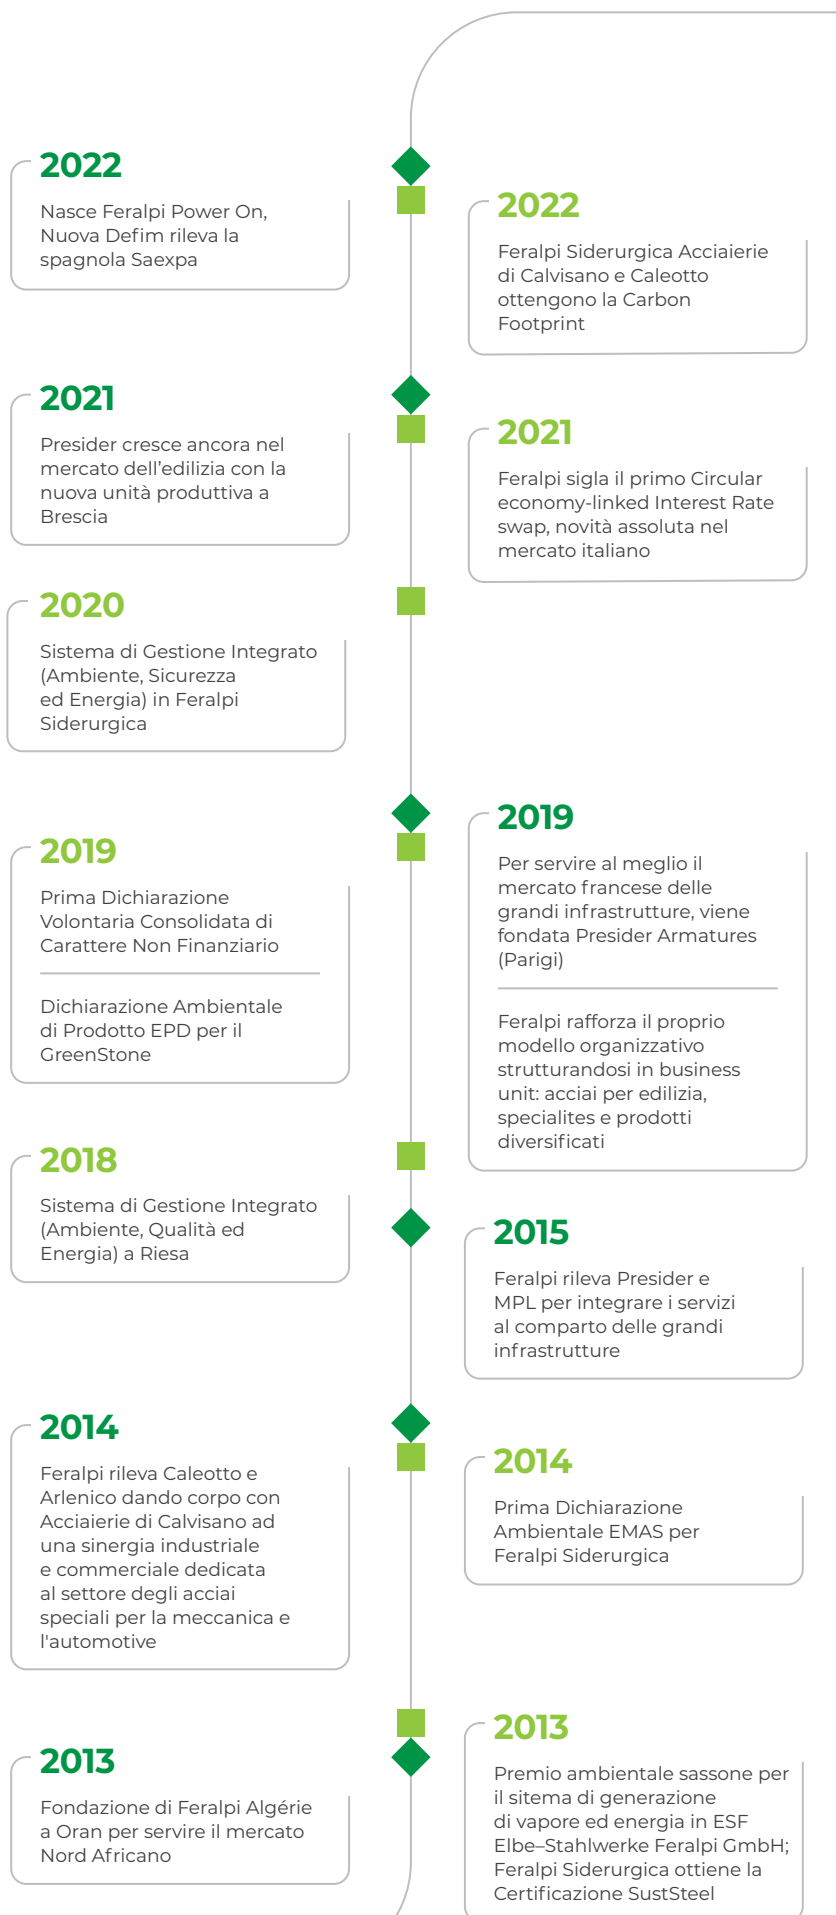 2022
Nasce Feralpi Power On,
Nuova Defim rileva la
spagnola Saexpa
2022
Feralpi Siderurgica Acciaierie
di Calvisano e Caleotto
ottengono la Carbon
Footprint
2021
Presider cresce ancora nel
mercato dell’edilizia con la
nuova unità produttiva a
Brescia
2021
Feralpi sigla il primo Circular
economy-linked Interest Rate
swap, novità assoluta nel
mercato italiano
2020
Sistema di Gestione Integrato
(Ambiente, Sicurezza
ed Energia) in Feralpi
Siderurgica
2019
Per servire al meglio il
mercato francese delle
grandi infrastrutture, viene
fondata Presider Armatures
(Parigi)
Feralpi rafforza il proprio
modello organizzativo
strutturandosi in business
unit: acciai per edilizia,
specialites e prodotti
diversificati
2019
Prima Dichiarazione
Volontaria Consolidata di
Carattere Non Finanziario
Dichiarazione Ambientale
di Prodotto EPD per il
GreenStone
2018
Sistema di Gestione Integrato
(Ambiente, Qualità ed
Energia) a Riesa
2015
Feralpi rileva Presider e
MPL per integrare i servizi
al comparto delle grandi
infrastrutture
2014
Feralpi rileva Caleotto e
Arlenico dando corpo con
Acciaierie di Calvisano ad
una sinergia industriale
e commerciale dedicata
al settore degli acciai
speciali per la meccanica e
l'automotive
2014
Prima Dichiarazione
Ambientale EMAS per
Feralpi Siderurgica
2013
Premio ambientale sassone per
il sitema di generazione
di vapore ed energia in ESF
Elbe–Stahlwerke Feralpi GmbH;
Feralpi Siderurgica ottiene la
Certificazione SustSteel
2013
Fondazione di Feralpi Algérie
a Oran per servire il mercato
Nord Africano